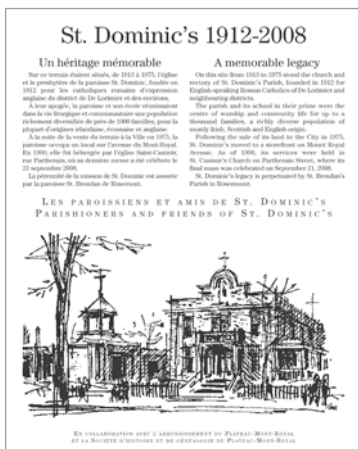 St. Dominic's 1912-2008
Un héritage mémorable
Sur ce terrain étaient situés, de 1913 à 1975, l'église
et le presbytère de la paroisse St. Dominic, fondée en
1912 pour les catholiques romains d'expression
anglaise du district de De Lorimier et des environs.
À leur apogée, la paroisse et son école réunissaient
dans la vie liturgique et communautaire une population
richement diversifiée de près de 1000 familles, pour la
plupart d'origines irlandaise, écossaise et anglaise.
À la suite de la vente du terrain à la Ville en 1975, la
paroisse occupa un local sur l'avenue du Mont-Royal.
En 1990, elle fut hébergée par l'église Saint-Casimir,
rue Parthenais, où sa dernière messe a été célébrée le
21 septembre 2008.
La pérennité de la mission de St. Dominic est assurée
par la paroisse St. Brendan de Rosemont.
A memorable legacy
On this site from 1913 to 1975 stood the church and
rectory of St. Dominic's Parish, founded in 1912 for
English-speaking Roman Catholics of De Lorimier and
neighbouring districts.
The parish and its school in their prime were the
center of worship and community life for up to a
thousand families, a richly diverse population of
mostly Irish, Scottish and English origin.
Following the sale of its land to the City in 1975,
St. Dominic's moved to a storefront on Mount Royal
Avenue. As of 1990, its services were held in
St. Casimir's Church on Parthenais Street, where its
final mass was celebrated on September 21, 2008.
St. Dominic's legacy is perpetuated by St. Brendan's
Parish in Rosemont.
Les paroissiens et amis de St. Dominic's
Parishioners and friends of St. Dominic's
En collaboration avec l'arrondissement du Plateau-Mont-Royal
et la Société d'histoire et de généalogie du Plateau-Mont-Royal